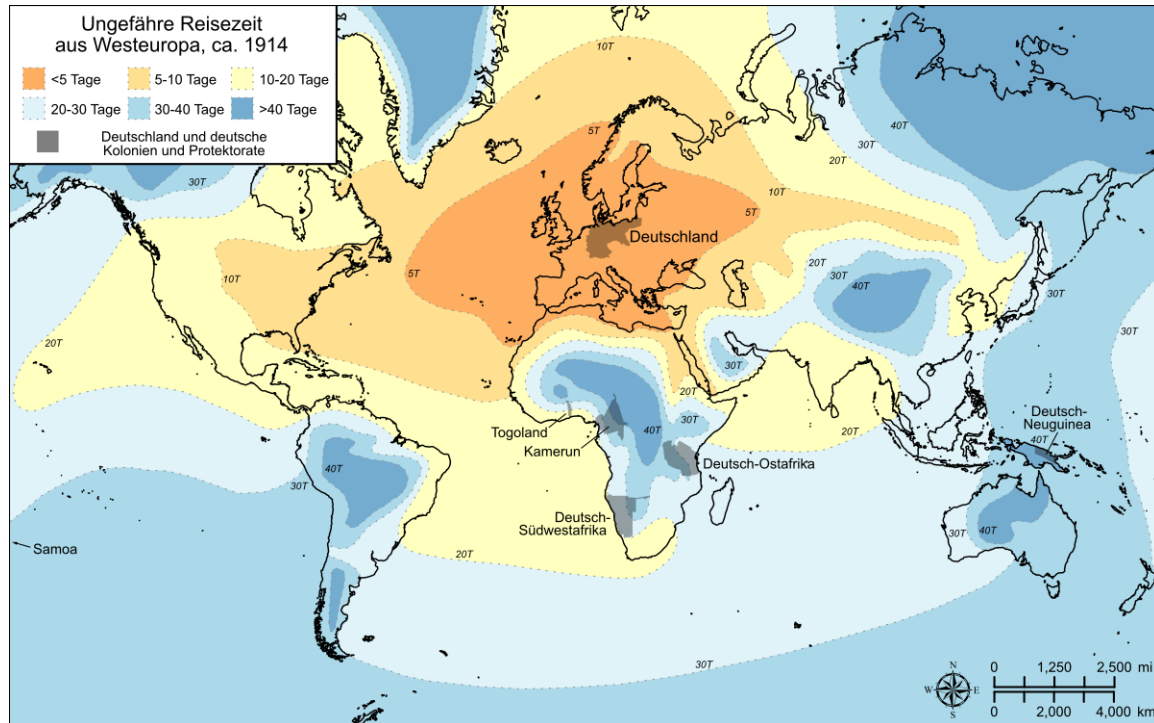 Ungefähre Reisezeit
aus Westeuropa, ca. 1914
<5 Tage 5-10 Tage 10-20 Tage
20-30 Tage 30-40 Tage >40 Tage
Deutschland und deutsche
Kolonien und Protektorate
10T
5T
40T
30T
20T
30T
10T
5T
Deutschland
10T
5T
20T
30T
40T
30T
20T
30T
20T
30T
20T
Togoland
Kamerun
40T
Deutsch-Ostafrika
Deutsch-
Neuguinea
40T
40T
30T
Deutsch-
Südwestafrika
20T
30T
40T
Samoa
30T
N
W E
S
0 1,250 2,500 mi
0 2,000 4,000 km